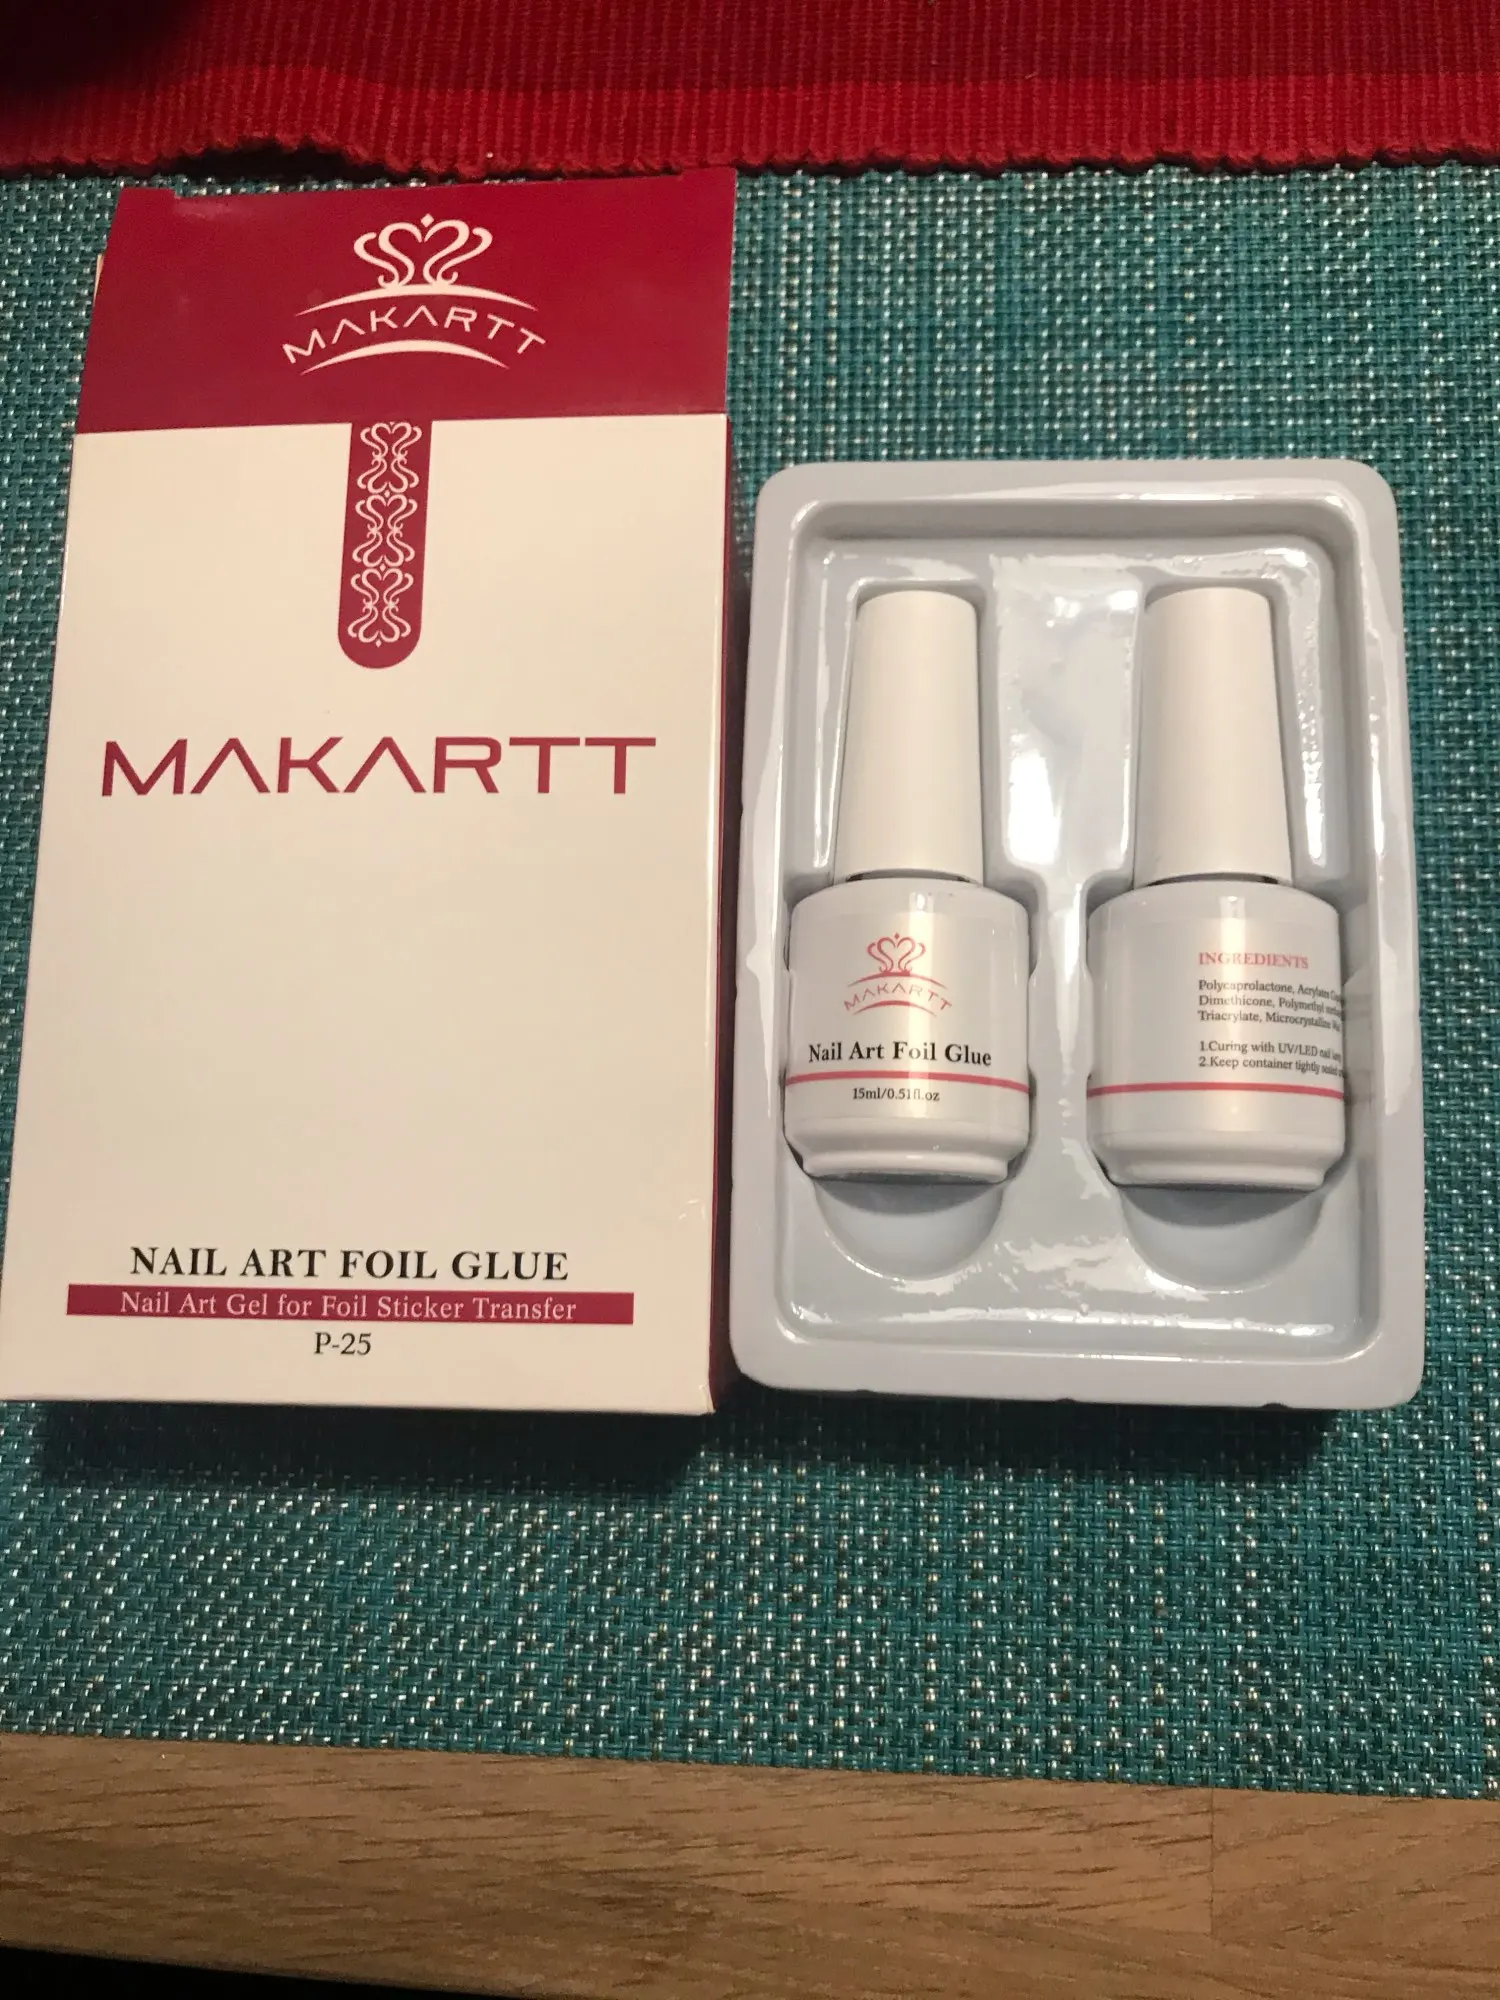 MAKARTT
MAKARTT
NAIL ART FOIL GLUE
Nail Art Gel for Foil Sticker Transfer
P-25
MAKARTT
Nail Art Foil Glue
15ml/0.51fl.oz
INGREDIENTS
Polycaprolactone, Acrylates
Dimethicone, Polymethyl
Triacrylate, Microcrystalline
1.Curing with UV/LED nail
2.Keep container tightly sealed